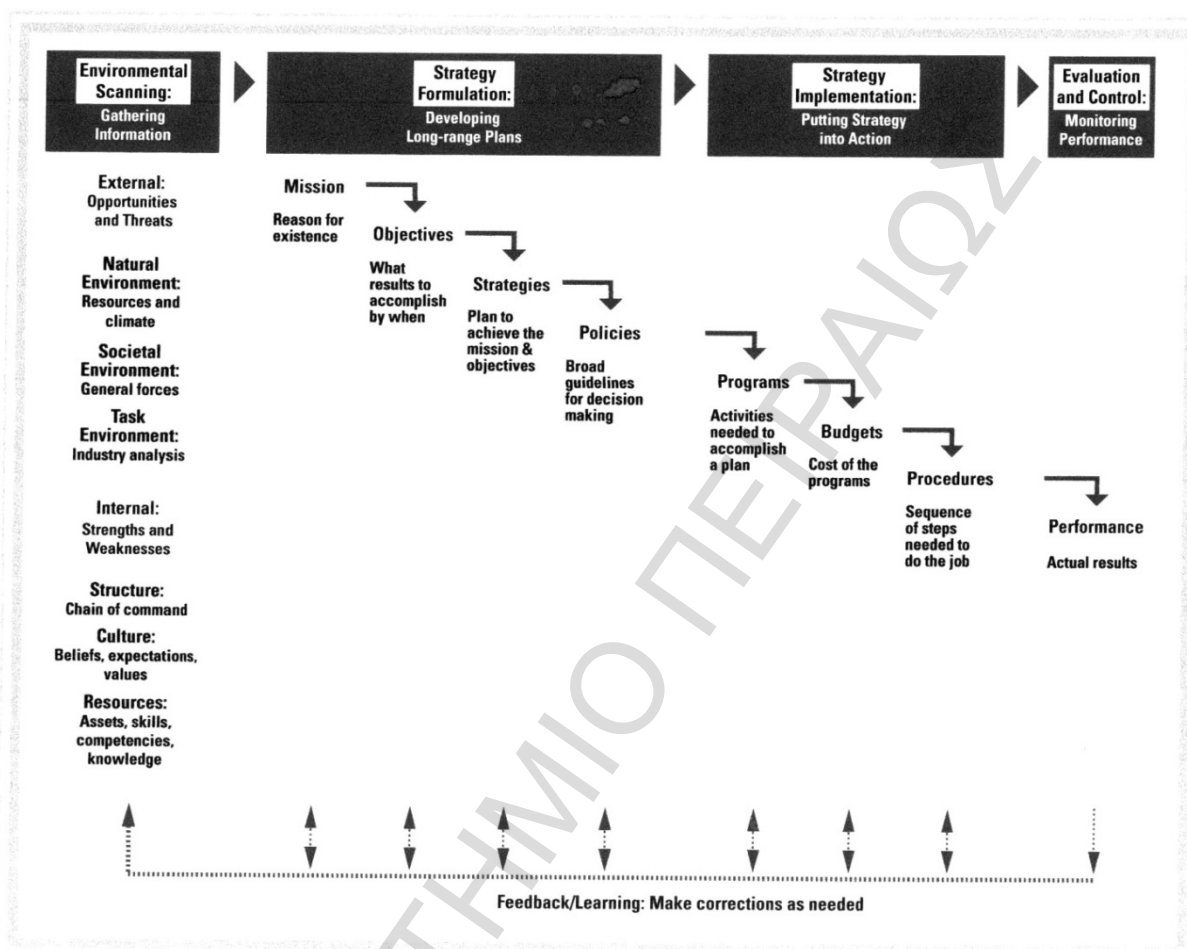 Environmental
Scanning:
Gathering
Information
Strategy
Formulation:
Developing
Long-range Plans
Strategy
Implementation:
Putting Strategy
into Action
Evaluation
and Control:
Monitoring
Performance
External:
Opportunities
and Threats
Natural
Environment:
Resources and
climate
Societal
Environment:
General forces
Task
Environment:
Industry analysis
Internal:
Strengths and
Weaknesses
Structure:
Chain of command
Culture:
Beliefs, expectations,
values
Resources:
Assets, skills,
competencies,
knowledge
Mission
Reason for
existence
Objectives
What
results to
accomplish
by when
Strategies
Plan to
achieve the
mission &
objectives
Policies
Broad
guidelines
for decision
making
Programs
Activities
needed to
accomplish
a plan
Budgets
Cost of the
programs
Procedures
Sequence
of steps
needed to
do the job
Performance
Actual results
Feedback/Learning: Make corrections as needed
ΤΗΜΙΟ ΠΕΙΡΑΙΩΣ